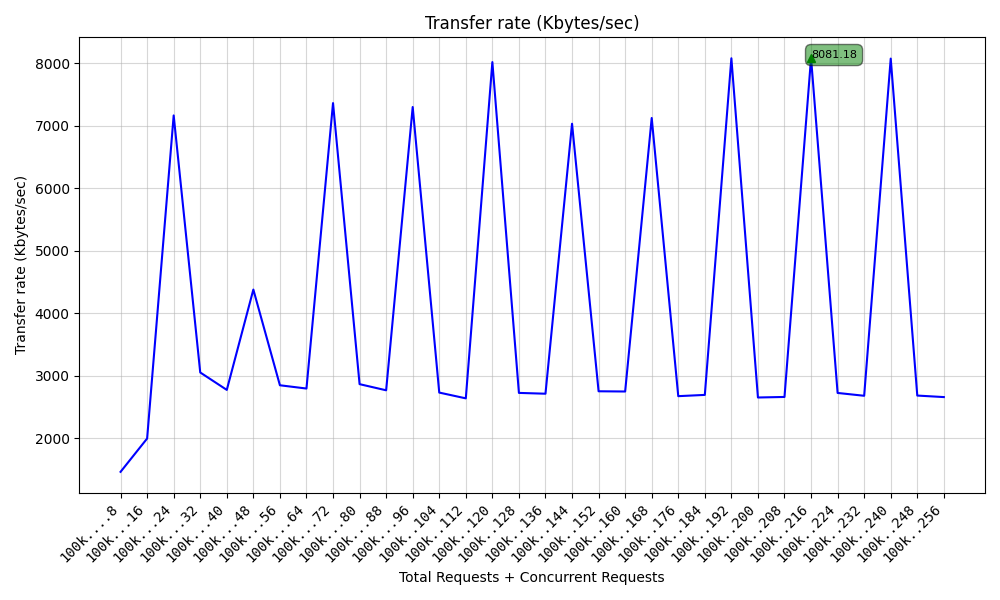 Transfer rate (Kbytes/sec)
8081.18
8000
7000
6000
5000
4000
3000
2000
Transfer rate (Kbytes/sec)
100k....8
100k...16
100k...24
100k...32
100k...40
100k...48
100k...56
100k...64
100k...72
100k...80
100k...88
100k...96
100k..104
100k..112
100k..120
100k..128
100k..136
100k..144
100k..152
100k..160
100k..168
100k..176
100k..184
100k..192
100k..200
100k..208
100k..216
100k..224
100k..232
100k..240
100k..248
100k..256
Total Requests + Concurrent Requests